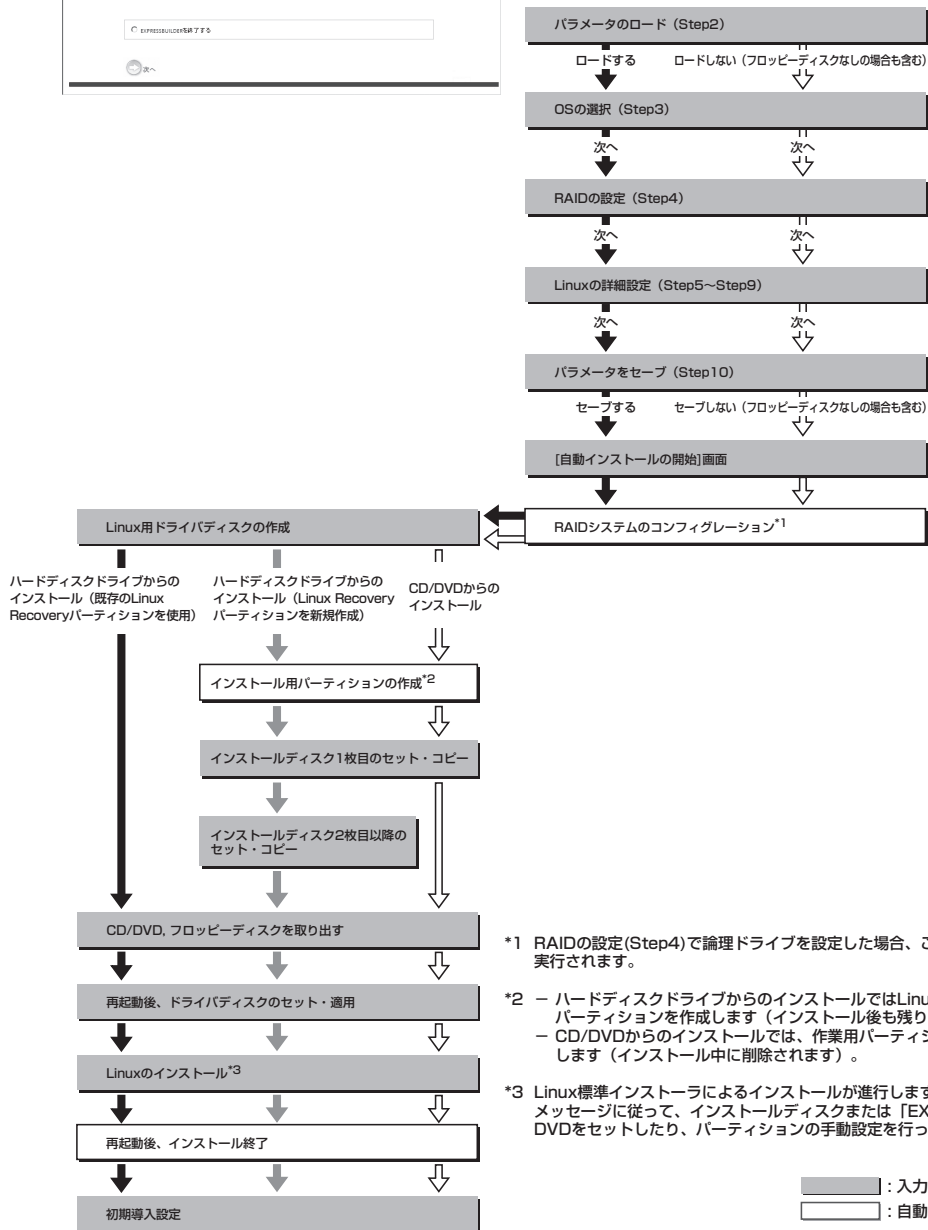 EXPRESSBUILDERを終了する
次へ
パラメータのロード（Step2）
ロードする
ロードしない（フロッピーディスクなしの場合も含む）
OSの選択（Step3）
次へ
次へ
RAIDの設定（Step4）
次へ
次へ
Linuxの詳細設定（Step5～Step9）
次へ
次へ
パラメータをセーブ（Step10）
セーブする
セーブしない（フロッピーディスクなしの場合も含む）
[自動インストールの開始]画面
RAIDシステムのコンフィグレーション*1
Linux用ドライバディスクの作成
ハードディスクドライブからの
インストール（既存のLinux
Recoveryパーティションを使用）
ハードディスクドライブからの
インストール（Linux Recovery
パーティションを新規作成）
CD/DVDからの
インストール
インストール用パーティションの作成*2
インストールディスク1枚目のセット・コピー
インストールディスク2枚目以降の
セット・コピー
CD/DVD, フロッピーディスクを取り出す
再起動後、ドライバディスクのセット・適用
Linuxのインストール*3
再起動後、インストール終了
初期導入設定
*1 RAIDの設定(Step4)で論理ドライブを設定した場合、こ
実行されます。
*2 － ハードディスクドライブからのインストールではLinu
パーティションを作成します（インストール後も残り
－ CD/DVDからのインストールでは、作業用パーティシ
します（インストール中に削除されます）。
*3 Linux標準インストーラによるインストールが進行します
メッセージに従って、インストールディスクまたは「EX
DVDをセットしたり、パーティションの手動設定を行っ
：入力
：自動